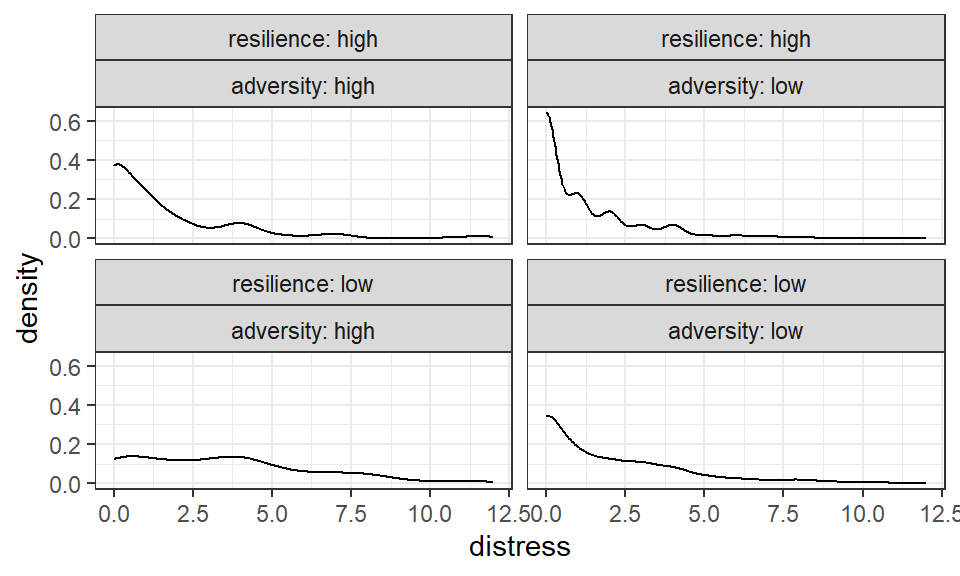 resilience: high
resilience: high
adversity: high
adversity: low
0.6
0.4
0.2
0.0
resilience: low
resilience: low
adversity: high
adversity: low
0.6
0.4
0.2
0.0
density
0.0 2.5 5.0 7.5 10.0 12.5 0.0 2.5 5.0 7.5 10.0 12.5
distress